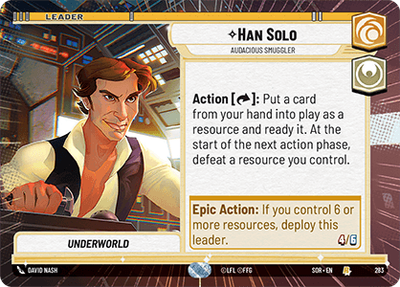 LEADER
HAN SOLO
AUDACIOUS SMUGGLER
Action [ ]: Put a card
from your hand into play as a
resource and ready it. At the
start of the next action phase,
defeat a resource you control.
Epic Action: If you control 6 or
more resources, deploy this
leader.
4/6
UNDERWORLD
DAVID NASH
©LFL ©FFG
SOR • EN
283